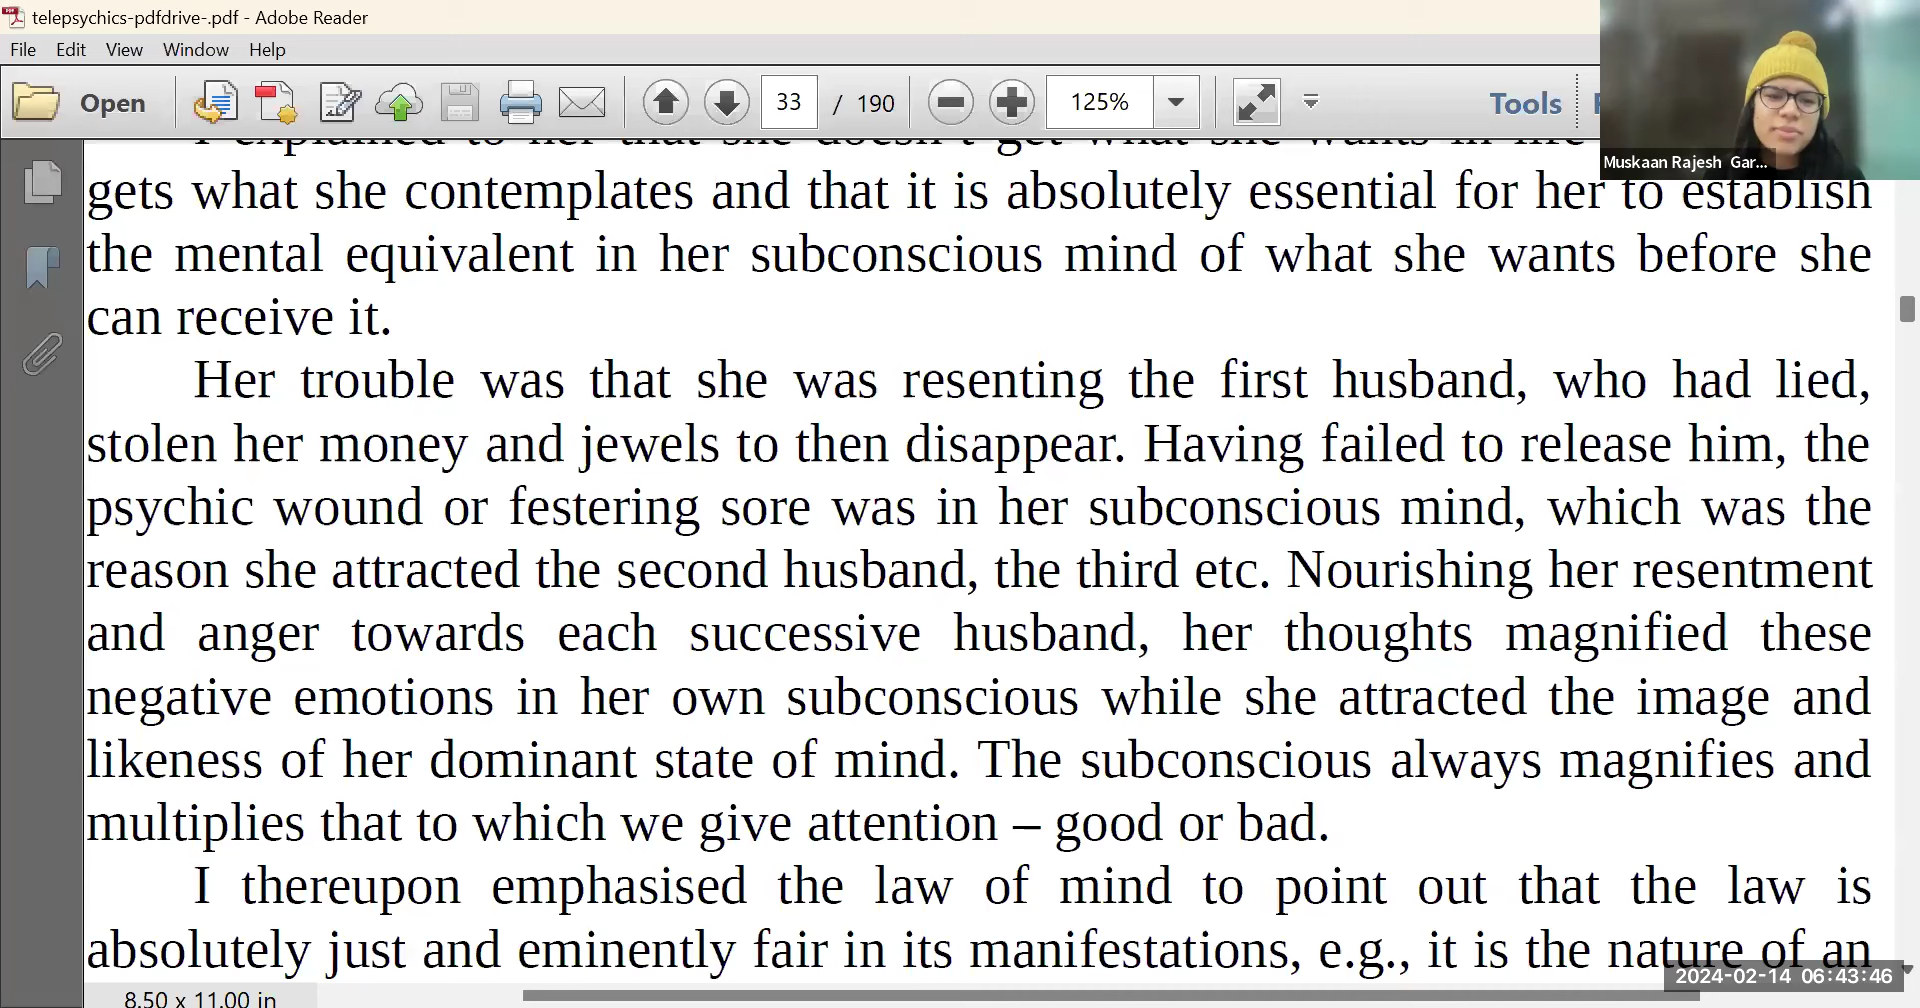 telepsychics-pdfdrive-.pdf - Adobe Reader
File Edit View Window Help
Open 33 / 190 125% Tools
Muskaan Rajesh Gar...
I explained to her that she doesn't get what she wants in life
gets what she contemplates and that it is absolutely essential for her to establish
the mental equivalent in her subconscious mind of what she wants before she
can receive it.
Her trouble was that she was resenting the first husband, who had lied,
stolen her money and jewels to then disappear. Having failed to release him, the
psychic wound or festering sore was in her subconscious mind, which was the
reason she attracted the second husband, the third etc. Nourishing her resentment
and anger towards each successive husband, her thoughts magnified these
negative emotions in her own subconscious while she attracted the image and
likeness of her dominant state of mind. The subconscious always magnifies and
multiplies that to which we give attention – good or bad.
I thereupon emphasised the law of mind to point out that the law is
absolutely just and eminently fair in its manifestations, e.g., it is the nature of an
2024-02-14 06:43:46
8.50 x 11.00 in